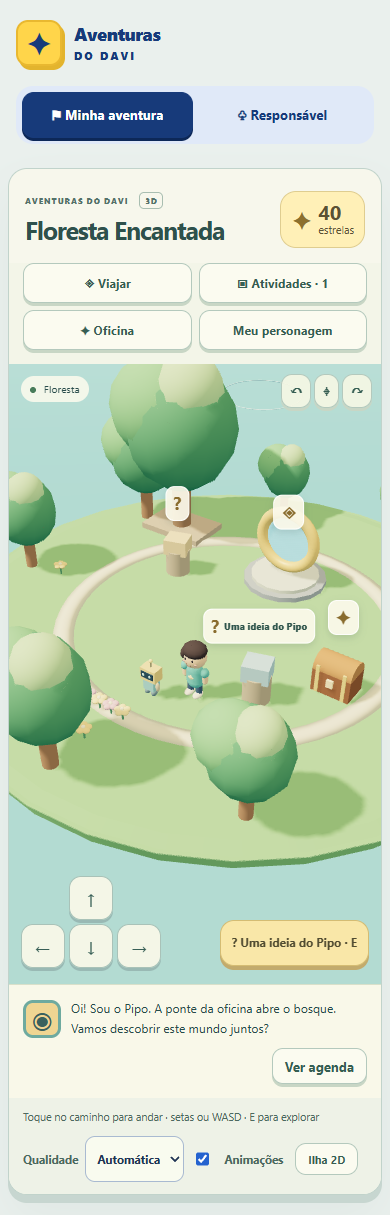 Aventuras
DO DAVI
Minha aventura
Responsável
AVENTURAS DO DAVI 3D
Floresta Encantada
40
estrelas
Viajar
Atividades · 1
Oficina
Meu personagem
Floresta
?
? Uma ideia do Pipo
↑
← ↓ →
? Uma ideia do Pipo · E
Oi! Sou o Pipo. A ponte da oficina abre o bosque.
Vamos descobrir este mundo juntos?
Ver agenda
Toque no caminho para andar · setas ou WASD · E para explorar
Qualidade Automática Animações Ilha 2D